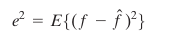 e² = E{(f − f̂)²}